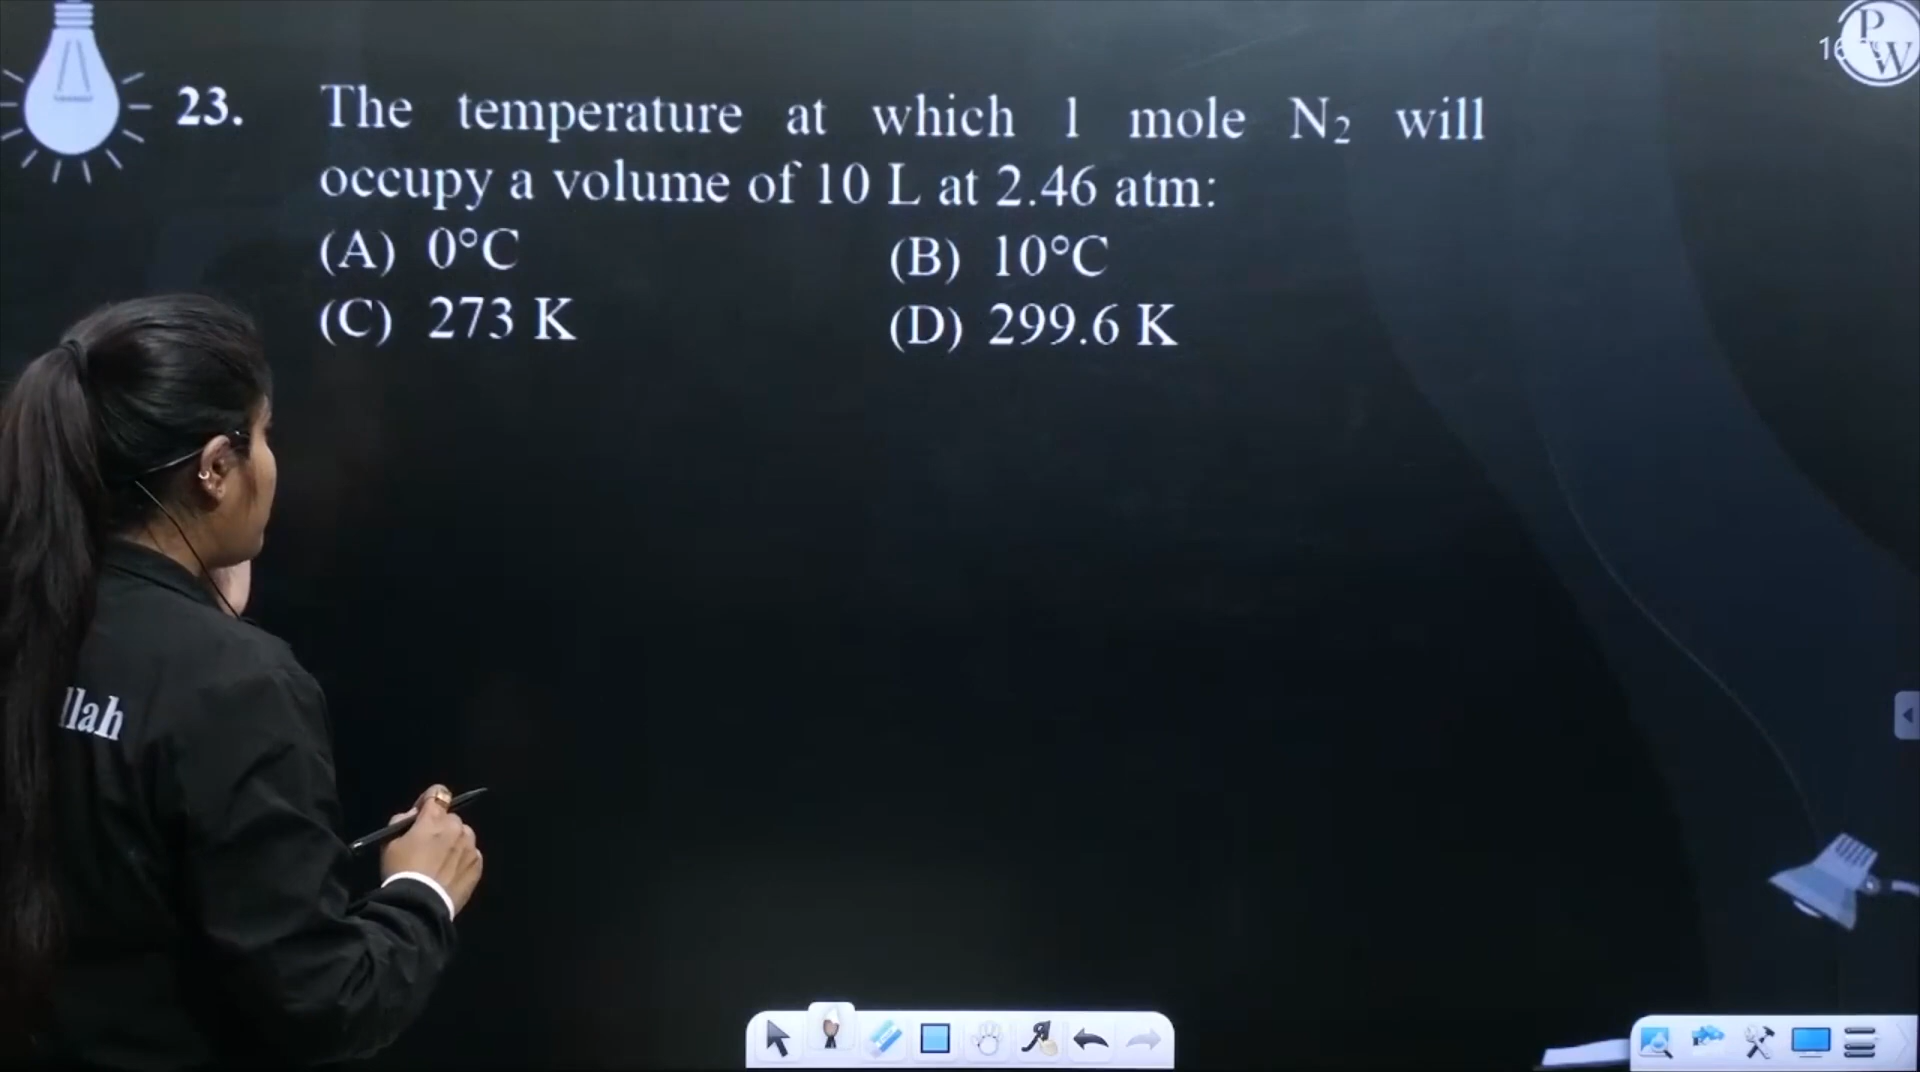 23. The temperature at which 1 mole N₂ will
occupy a volume of 10 L at 2.46 atm:
(A) 0°C (B) 10°C
(C) 273 K (D) 299.6 K
PW
llah